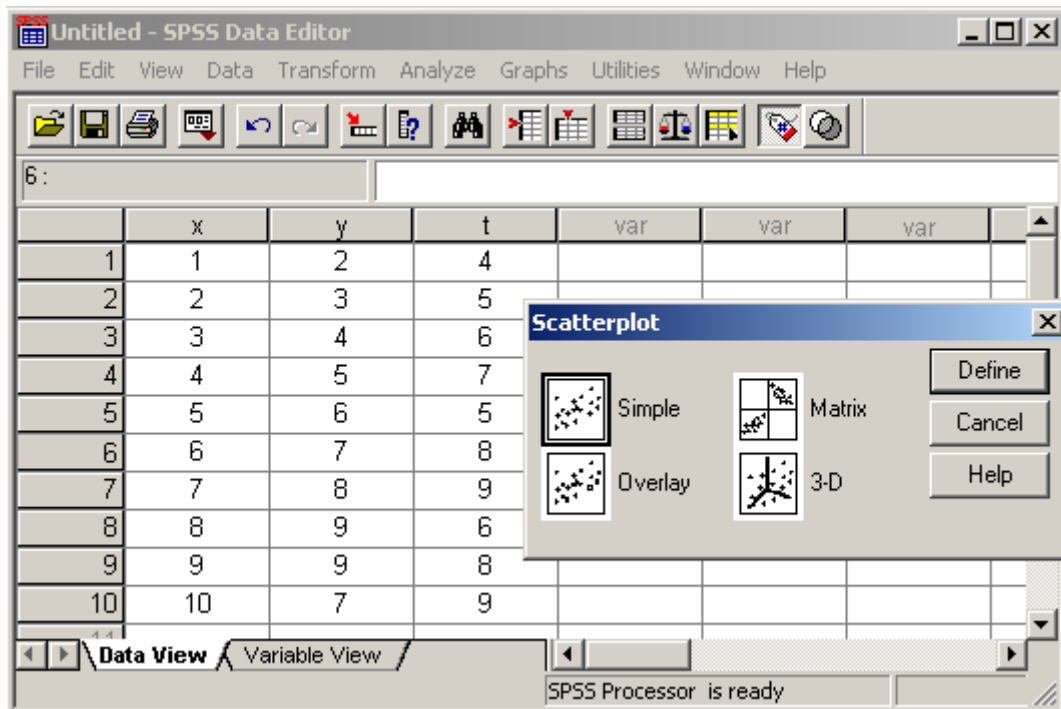 SPSS
Untitled - SPSS Data Editor
File Edit View Data Transform Analyze Graphs Utilities Window Help
6 :
x y t var var var
1 1 2 4
2 2 3 5
3 3 4 6
4 4 5 7
5 5 6 5
6 6 7 8
7 7 8 9
8 8 9 6
9 9 9 8
10 10 7 9
11
Scatterplot
Simple
Matrix
Overlay
3-D
Define
Cancel
Help
Data View Variable View
SPSS Processor is ready